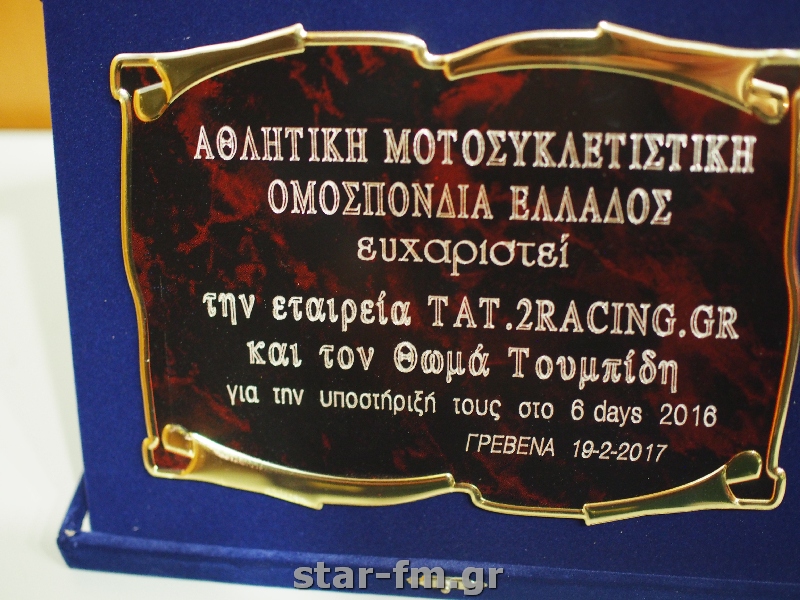 ΑΘΛΗΤΙΚΗ ΜΟΤΟΣΥΚΛΕΤΙΣΤΙΚΗ
ΟΜΟΣΠΟΝΔΙΑ ΕΛΛΑΔΟΣ
ευχαριστεί
την εταιρεία TAT.2RACING.GR
και τον Θωμά Τουμπίδη
για την υποστήριξή τους στο 6 days 2016
ΓΡΕΒΕΝΑ 19-2-2017
star-fm.gr